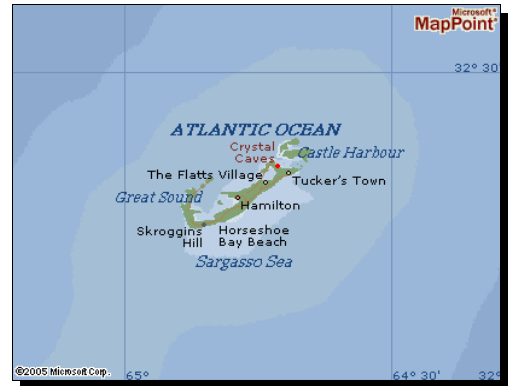 Microsoft®
MapPoint®
32° 30
ATLANTIC OCEAN
Crystal
Caves
Castle Harbour
The Flatts Village
Tucker's Town
Great Sound
Hamilton
Skroggins
Hill
Horseshoe
Bay Beach
Sargasso Sea
©2005 Microsoft Corp.
65°
64° 30'
32°